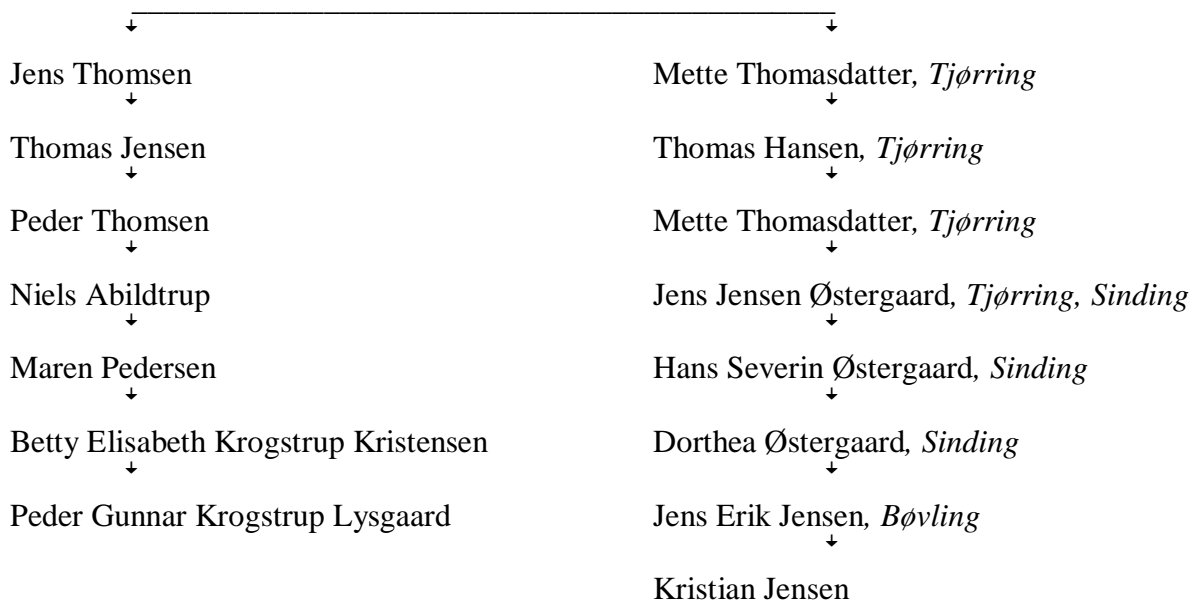 Jens Thomsen
Mette Thomasdatter, Tjørring
Thomas Jensen
Thomas Hansen, Tjørring
Peder Thomsen
Mette Thomasdatter, Tjørring
Niels Abildtrup
Jens Jensen Østergaard, Tjørring, Sinding
Maren Pedersen
Hans Severin Østergaard, Sinding
Betty Elisabeth Krogstrup Kristensen
Dorthea Østergaard, Sinding
Peder Gunnar Krogstrup Lysgaard
Jens Erik Jensen, Bøvling
Kristian Jensen